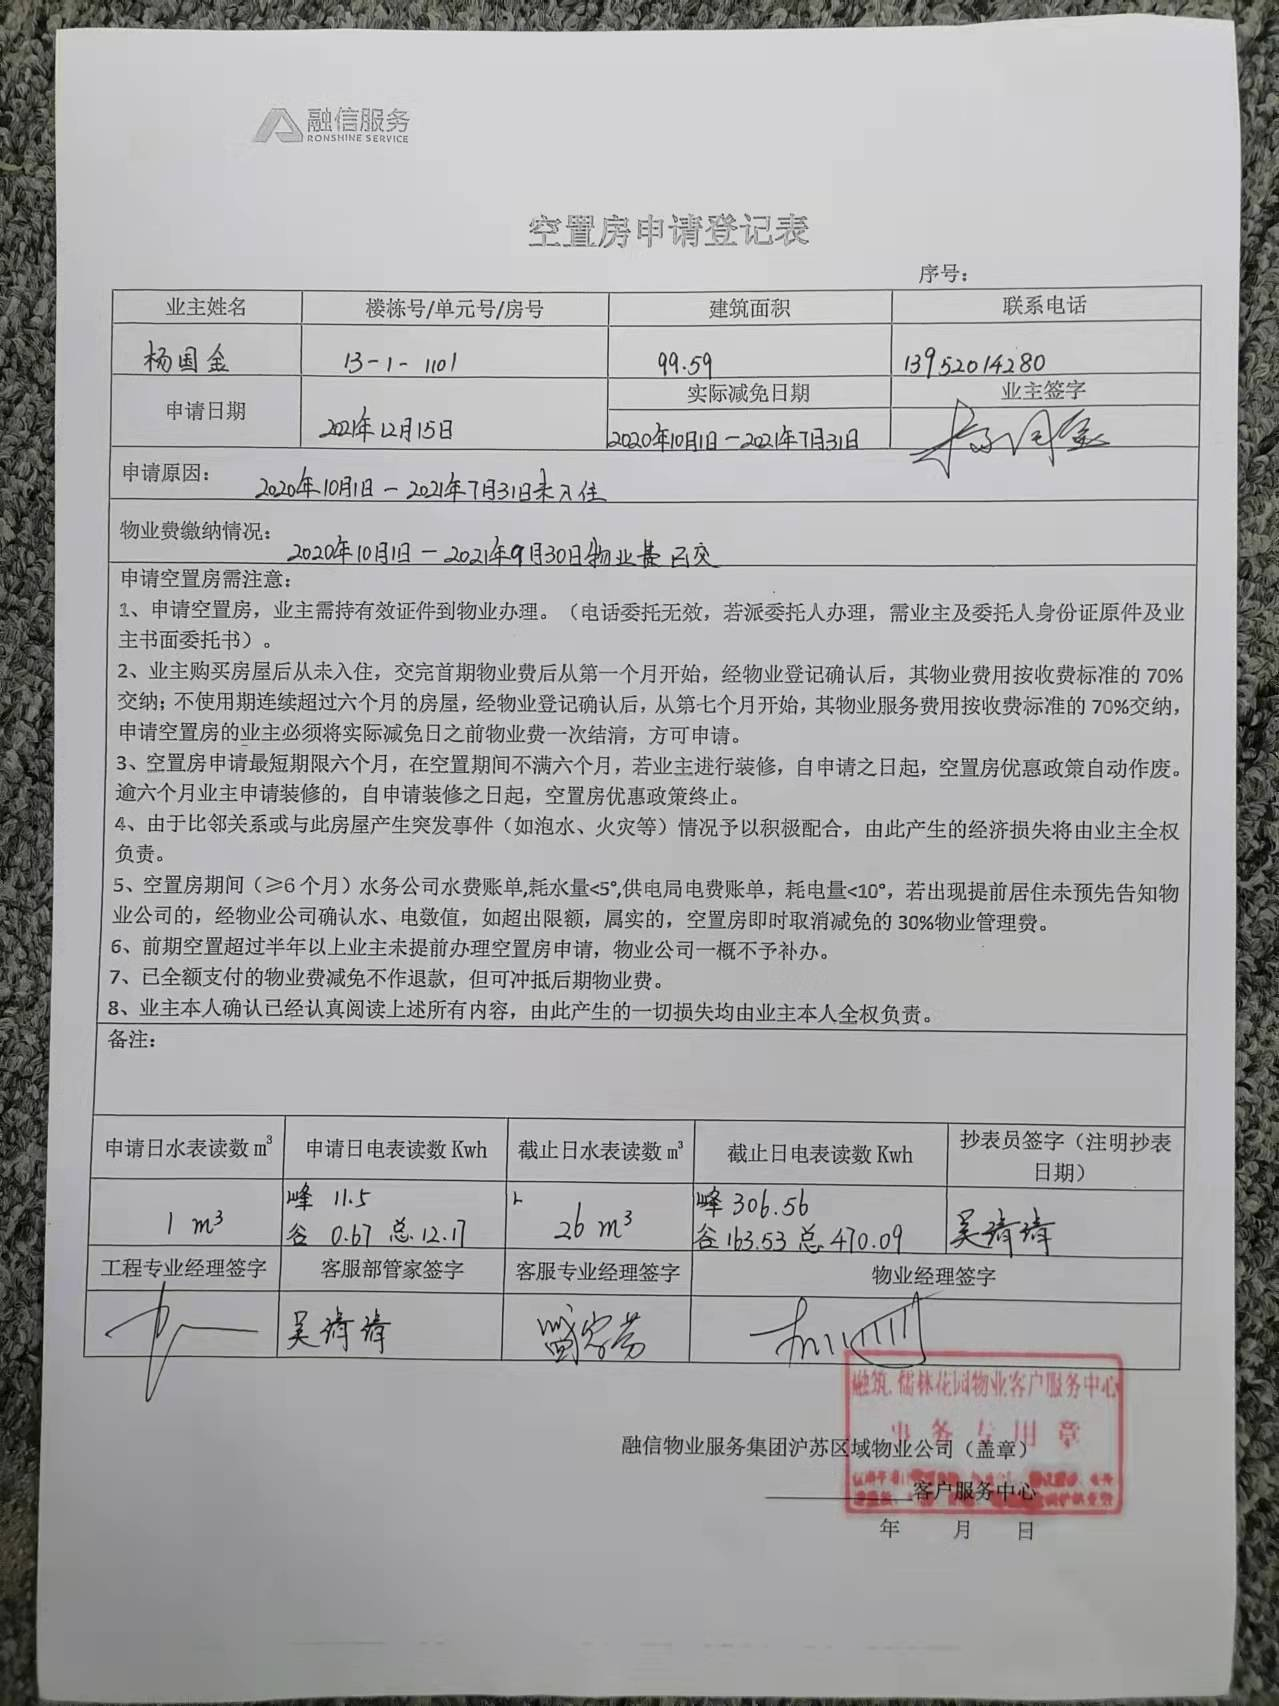 融信服务
RONSHINE SERVICE
空置房申请登记表
序号：
业主姓名 楼栋号/单元号/房号 建筑面积 联系电话
杨国金 13-1-1101 99.59 13952014280
申请日期 2021年12月15日 实际减免日期 业主签字
2020年10月1日-2021年7月31日 杨国金
申请原因： 2020年10月1日-2021年7月31日未入住
物业费缴纳情况： 2020年10月1日-2021年9月30日物业费已交
申请空置房需注意：
1、申请空置房，业主需持有效证件到物业办理。（电话委托无效，若派委托人办理，需业主及委托人身份证原件及业
主书面委托书）。
2、业主购买房屋后从未入住，交完首期物业费后从第一个月开始，经物业登记确认后，其物业费用按收费标准的70%
交纳；不使用期连续超过六个月的房屋，经物业登记确认后，从第七个月开始，其物业服务费用按收费标准的70%交纳，
申请空置房的业主必须将实际减免日之前物业费一次结清，方可申请。
3、空置房申请最短期限六个月，在空置期间不满六个月，若业主进行装修，自申请之日起，空置房优惠政策自动作废。
逾六个月业主申请装修的，自申请装修之日起，空置房优惠政策终止。
4、由于比邻关系或与此房屋产生突发事件（如泡水、火灾等）情况予以积极配合，由此产生的经济损失将由业主全权
负责。
5、空置房期间（≥6个月）水务公司水费账单,耗水量<5°,供电局电费账单，耗电量<10°，若出现提前居住未预先告知物
业公司的，经物业公司确认水、电数值，如超出限额，属实的，空置房即时取消减免的30%物业管理费。
6、前期空置超过半年以上业主未提前办理空置房申请，物业公司一概不予补办。
7、已全额支付的物业费减免不作退款，但可冲抵后期物业费。
8、业主本人确认已经认真阅读上述所有内容，由此产生的一切损失均由业主本人全权负责。
备注：
申请日水表读数m³ 申请日电表读数Kwh 截止日水表读数m³ 截止日电表读数Kwh 抄表员签字（注明抄表
日期）
峰 11.5 峰 306.56
1 m³ 谷 0.67 总 12.17 26 m³ 谷 163.53 总 470.09 吴琦琦
工程专业经理签字 客服部管家签字 客服专业经理签字 物业经理签字
吴琦琦
融筑.儒林花园物业客户服务中心
事务专用章
融信物业服务集团沪苏区域物业公司（盖章）
客户服务中心
年 月 日